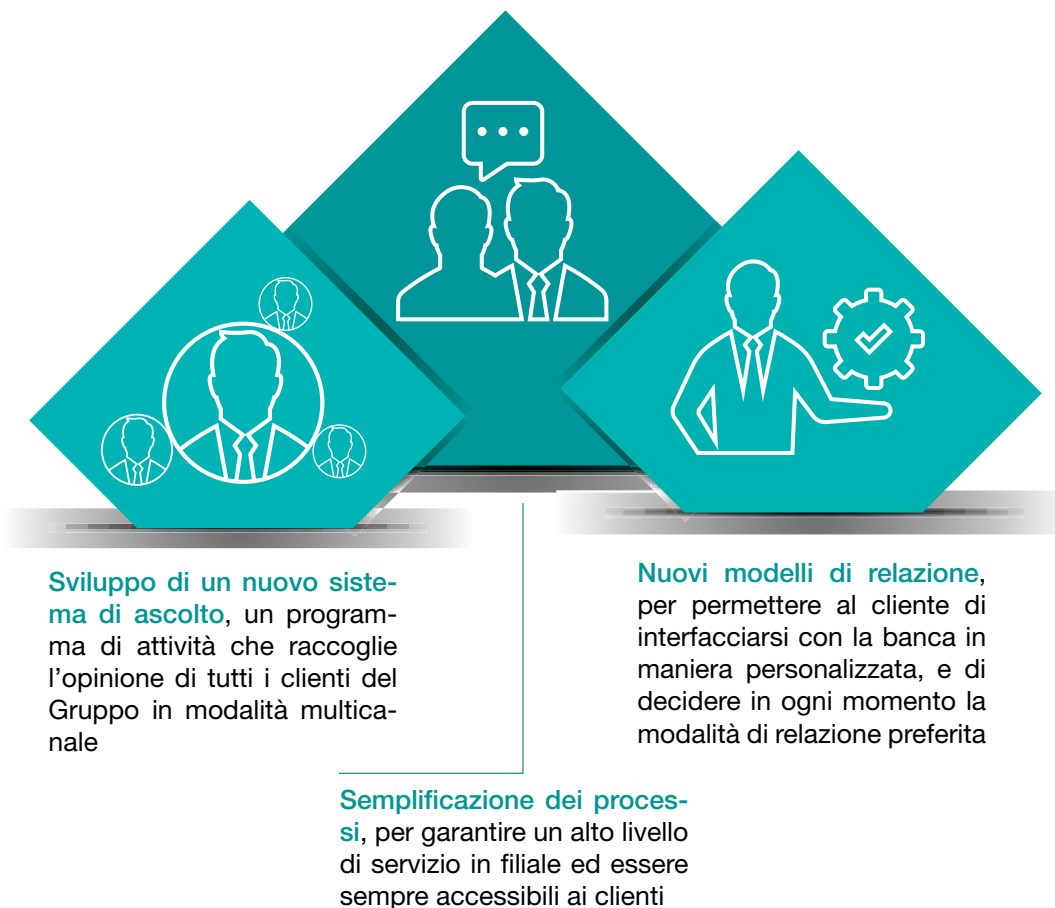 Sviluppo di un nuovo siste-
ma di ascolto, un program-
ma di attività che raccoglie
l’opinione di tutti i clienti del
Gruppo in modalità multica-
nale
Nuovi modelli di relazione,
per permettere al cliente di
interfacciarsi con la banca in
maniera personalizzata, e di
decidere in ogni momento la
modalità di relazione preferita
Semplificazione dei proces-
si, per garantire un alto livello
di servizio in filiale ed essere
sempre accessibili ai clienti